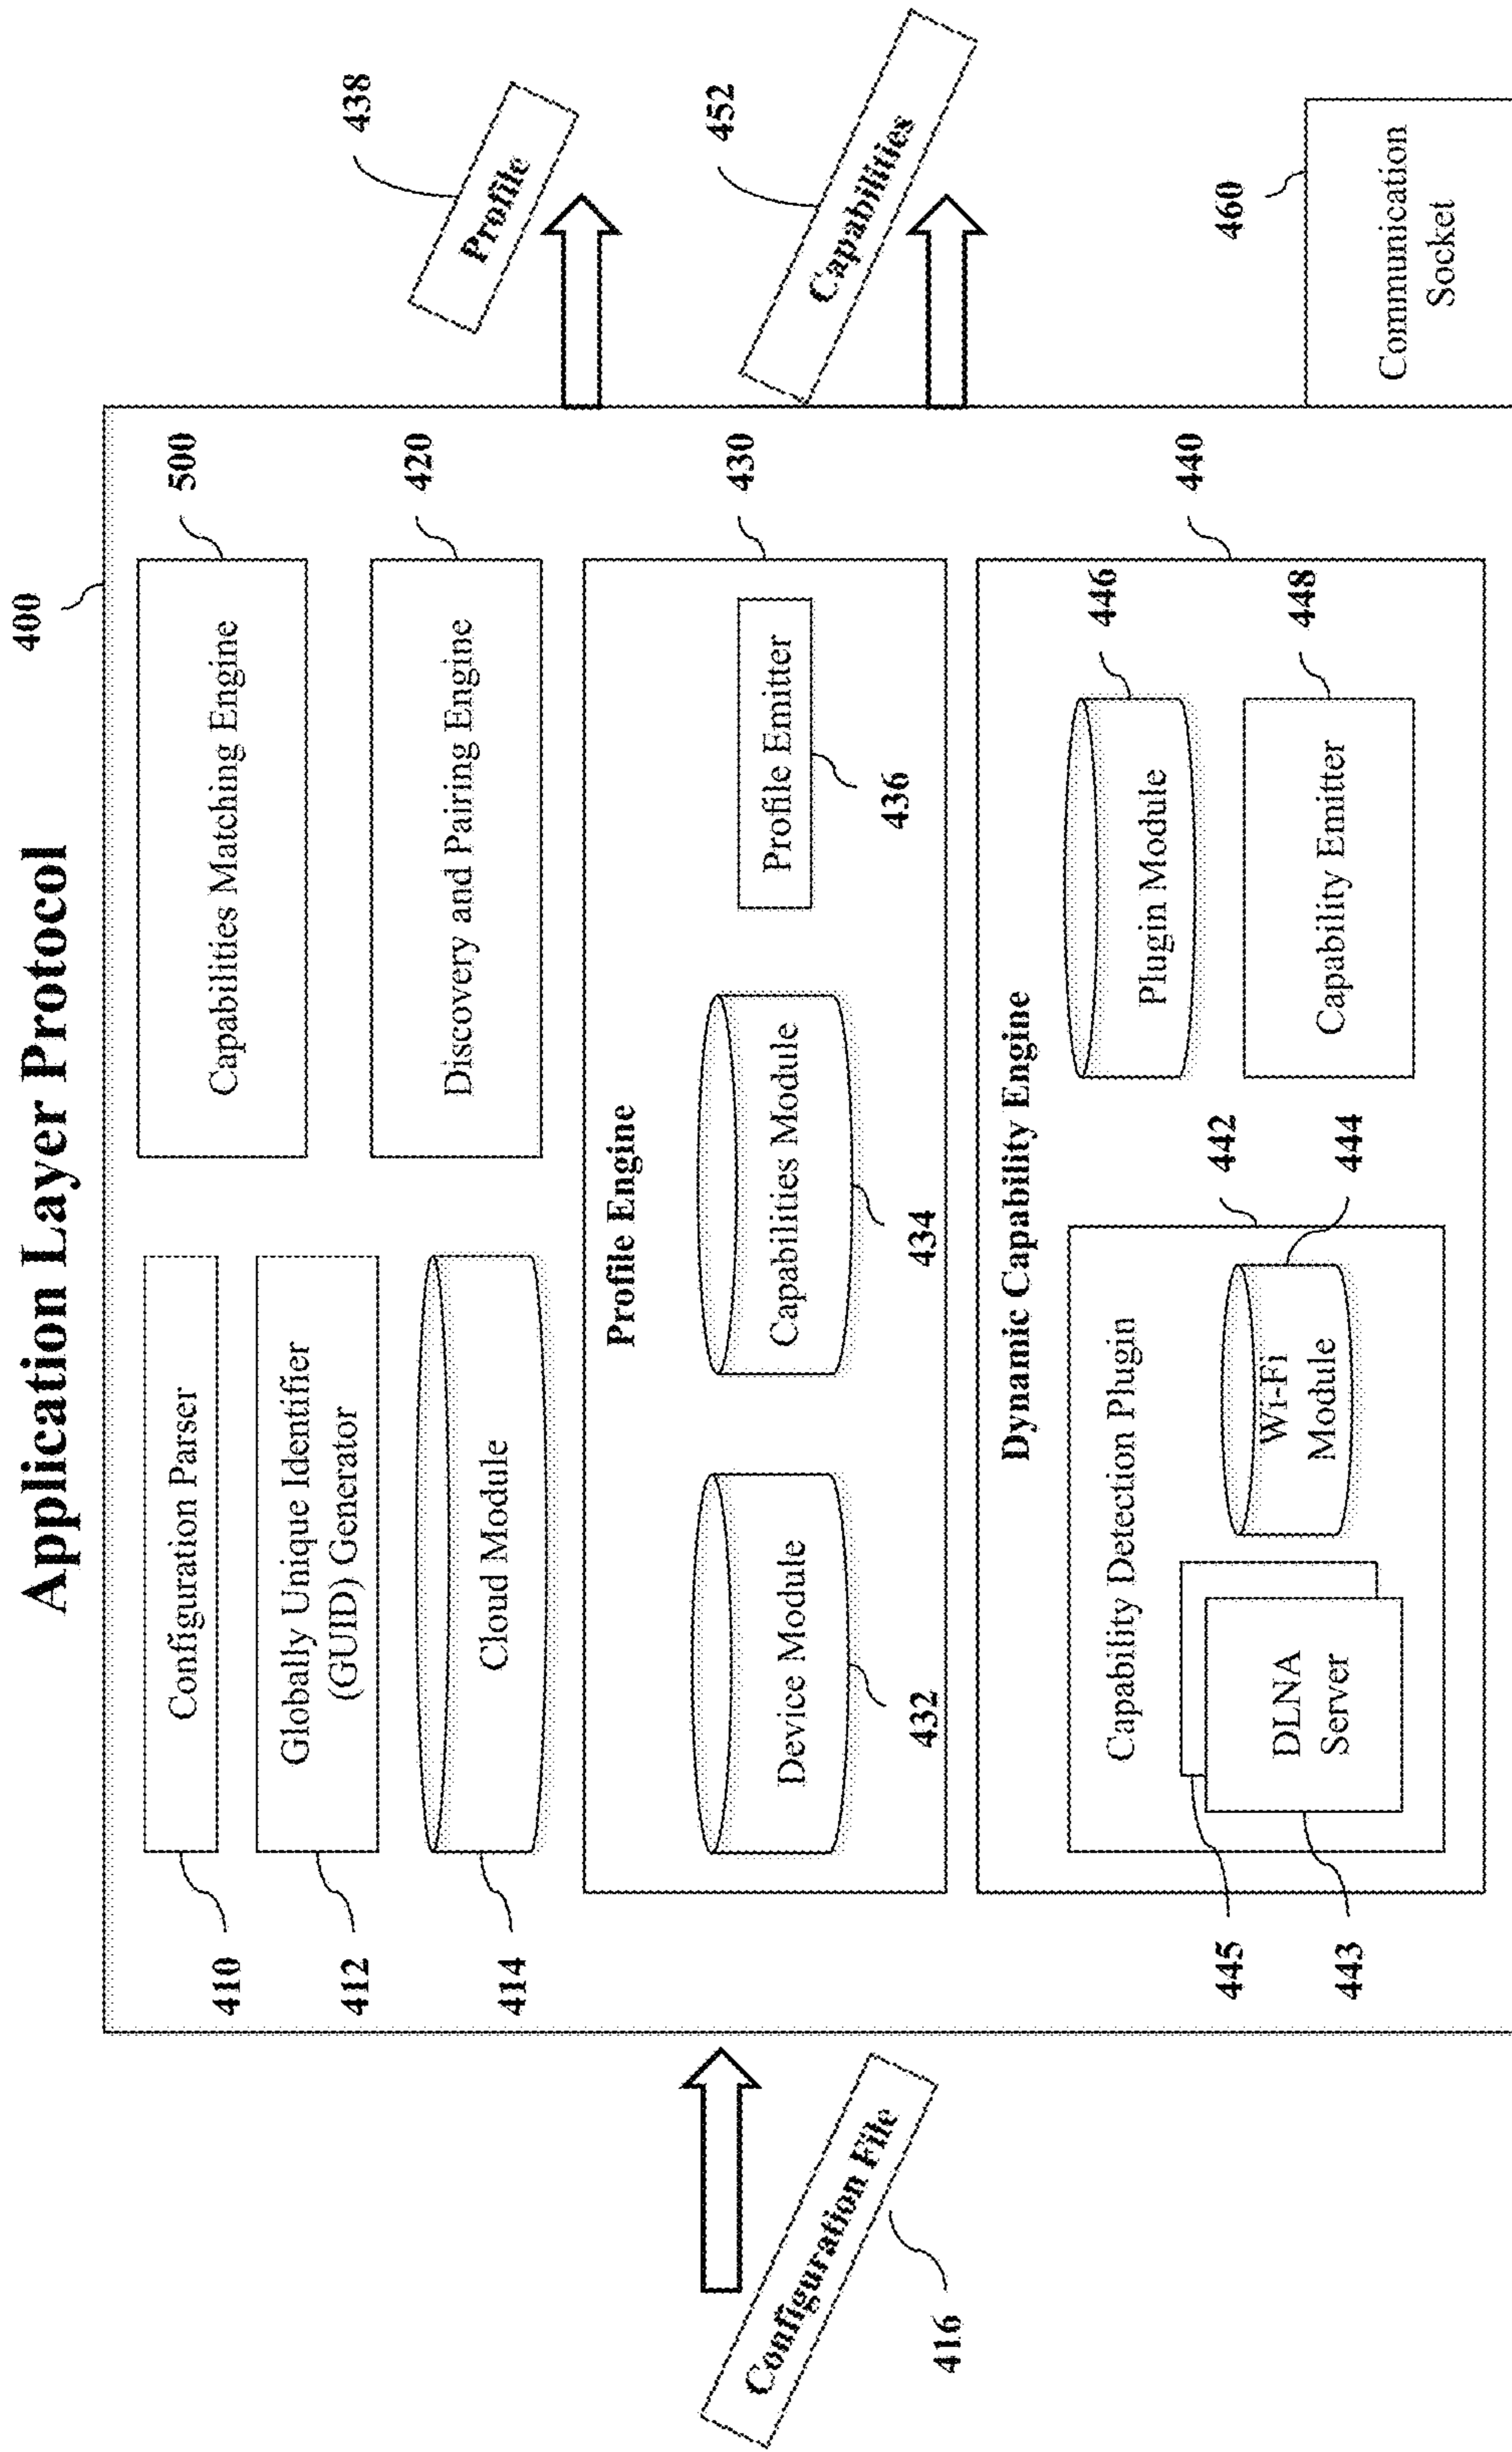 Application Layer Protocol
400
Configuration Parser
410
Globally Unique Identifier
(GUID) Generator
412
Cloud Module
414
Capabilities Matching Engine
500
Discovery and Pairing Engine
420
Configuration File
416
Profile Engine
430
Device Module
432
Capabilities Module
434
Profile Emitter
436
Profile
438
Capabilities
452
Dynamic Capability Engine
440
Capability Detection Plugin
442
DLNA
Server
443
445
Wi-Fi
Module
444
Plugin Module
446
Capability Emitter
448
460
Communication
Socket